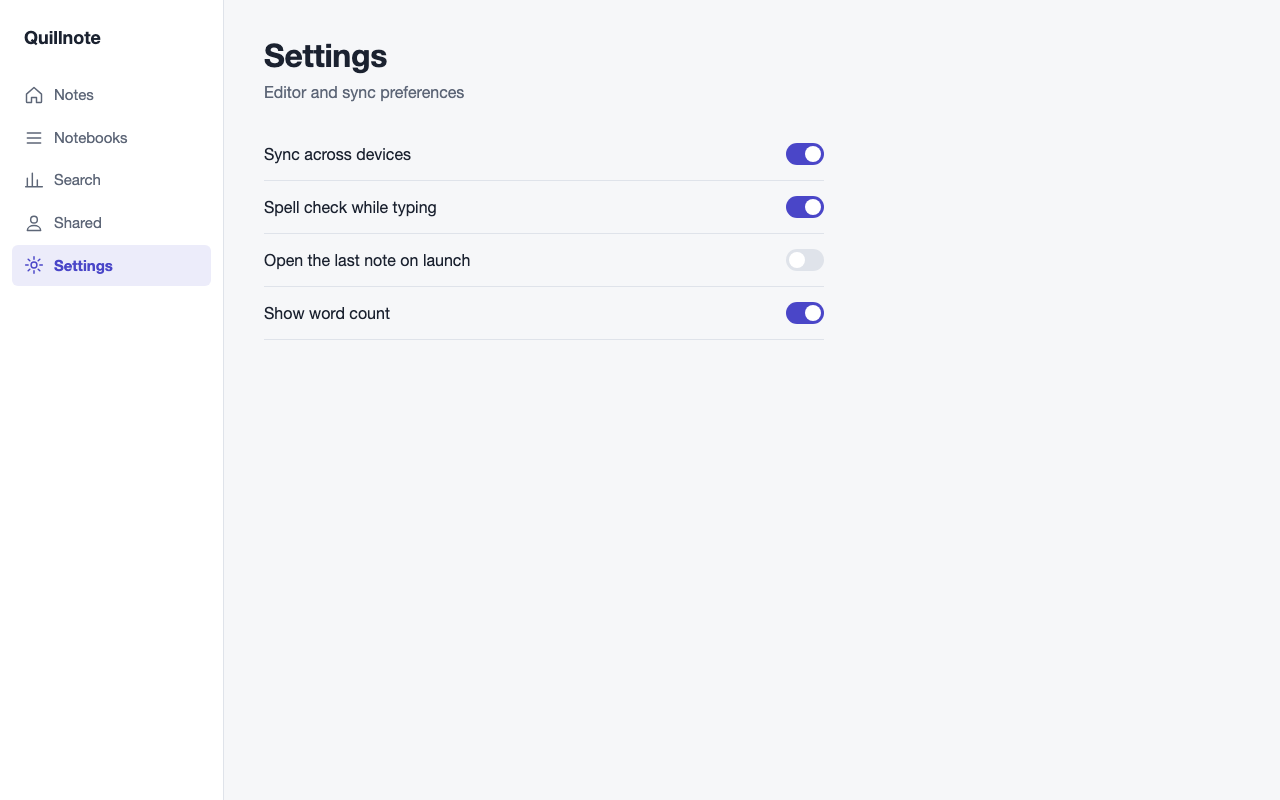 Quillnote
Notes
Notebooks
Search
Shared
Settings
Settings
Editor and sync preferences
Sync across devices
Spell check while typing
Open the last note on launch
Show word count